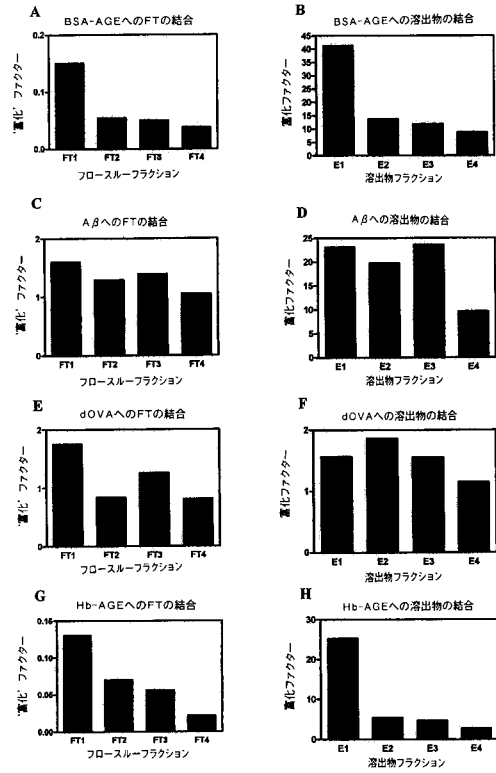 A
BSA-AGEへのFTの結合
"富化" ファクター
0.2
0.1
0.0
FT1 FT2 FT3 FT4
フロースルーフラクション
B
BSA-AGEへの溶出物の結合
富化ファクター
45
40
35
30
25
20
15
10
5
0
E1 E2 E3 E4
溶出物フラクション
C
AβへのFTの結合
"富化" ファクター
2
1
0
FT1 FT2 FT3 FT4
フロースルーフラクション
D
Aβへの溶出物の結合
富化ファクター
25
20
15
10
5
0
E1 E2 E3 E4
溶出物フラクション
E
dOVAへのFTの結合
"富化" ファクター
2
1
0
FT1 FT2 FT3 FT4
フロースルーフラクション
F
dOVAへの溶出物の結合
富化ファクター
2
1
0
E1 E2 E3 E4
溶出物フラクション
G
Hb-AGEへのFTの結合
"富化" ファクター
0.15
0.10
0.05
0.00
FT1 FT2 FT3 FT4
フロースルーフラクション
H
Hb-AGEへの溶出物の結合
富化ファクター
30
20
10
0
E1 E2 E3 E4
溶出物フラクション